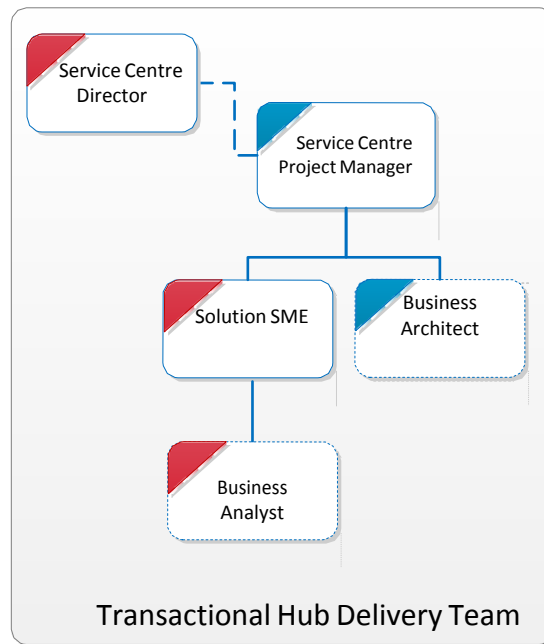 Service Centre
Director
Service Centre
Project Manager
Solution SME
Business
Architect
Business
Analyst
Transactional Hub Delivery Team